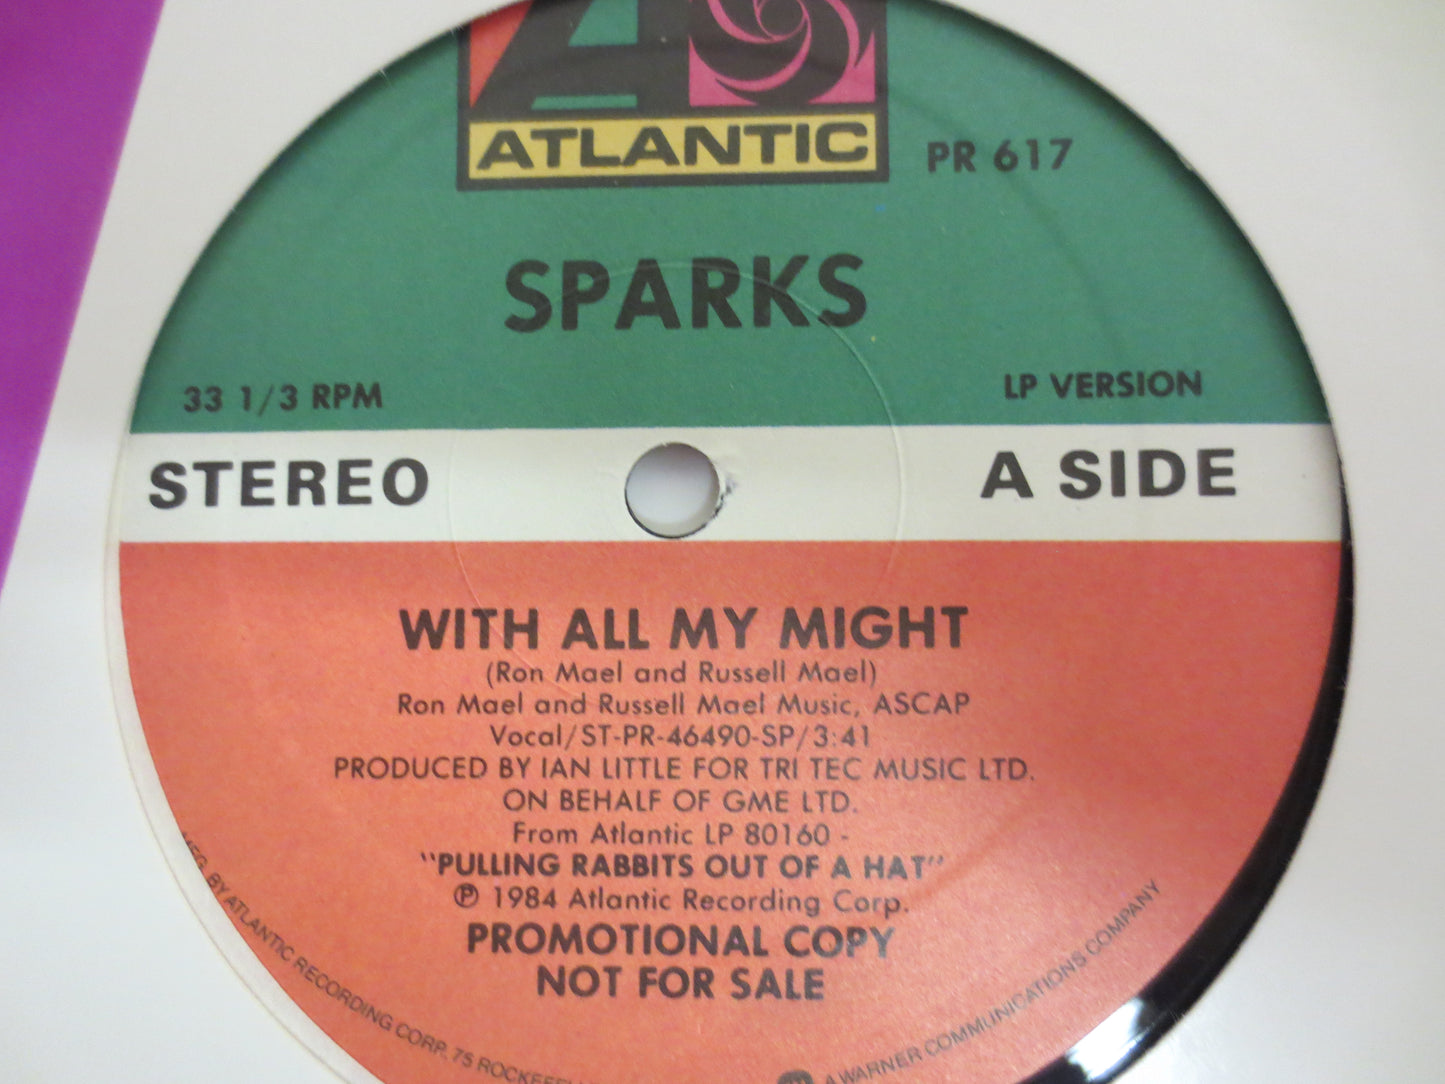 ATLANTIC
PR 617
SPARKS
33 1/3 RPM
LP VERSION
STEREO
A SIDE
WITH ALL MY MIGHT
(Ron Mael and Russell Mael)
Ron Mael and Russell Mael Music, ASCAP
Vocal/ST-PR-46490-SP/3:41
PRODUCED BY IAN LITTLE FOR TRI TEC MUSIC LTD.
ON BEHALF OF GME LTD.
From Atlantic LP 80160 -
"PULLING RABBITS OUT OF A HAT"
℗ 1984 Atlantic Recording Corp.
PROMOTIONAL COPY
NOT FOR SALE
MFG. BY ATLANTIC RECORDING CORP. 75 A WARNER COMMUNICATIONS COMPANY